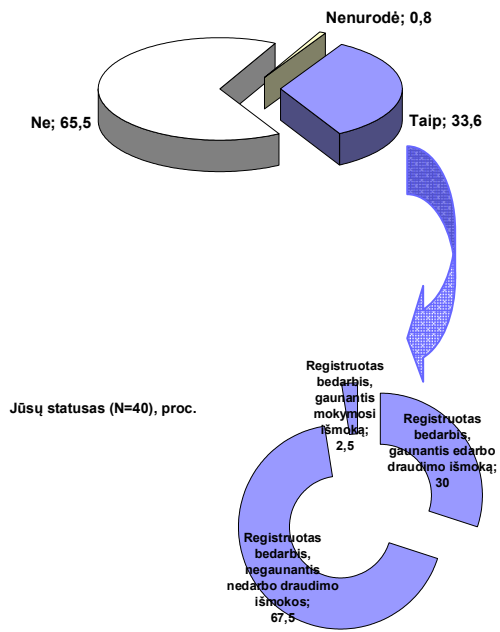 Nenurodė; 0,8
Ne; 65,5
Taip; 33,6
Jūsų statusas (N=40), proc.
Registruotas
bedarbis,
gaunantis
mokymosi
išmoką;
2,5
Registruotas
bedarbis,
gaunantis edarbo
draudimo išmoką;
30
Registruotas
bedarbis,
negaunantis
nedarbo draudimo
išmokos;
67,5